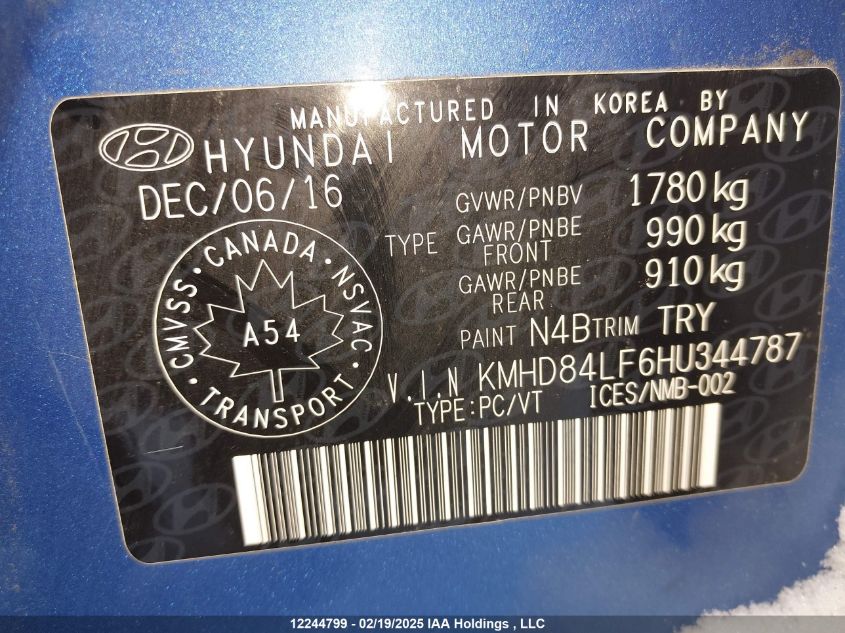 MANUFACTURED IN KOREA BY
HYUNDAI MOTOR COMPANY
DEC/06/16
GVWR/PNBV 1780 kg
TYPE GAWR/PNBE FRONT 990 kg
GAWR/PNBE REAR 910 kg
PAINT N4B TRIM TRY
V.I.N KMHD84LF6HU344787
TYPE:PC/VT ICES/NMB-002
CMVSS · CANADA · NSVAC · TRANSPORT ·
A54
12244799 - 02/19/2025 IAA Holdings , LLC